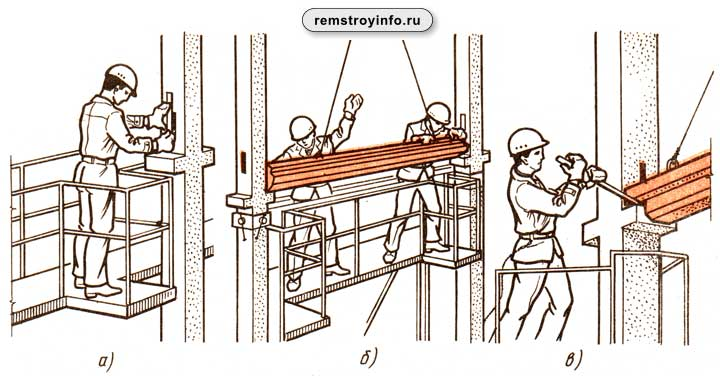 remstroyinfo.ru
а) б) в)